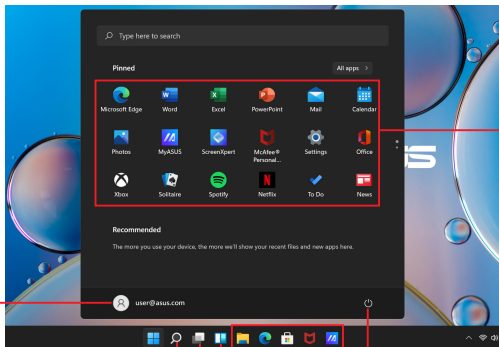 Type here to search
Pinned
All apps >
Microsoft Edge
Word
Excel
PowerPoint
Mail
Calendar
Photos
MyASUS
ScreenXpert
McAfee®
Personal...
Settings
Office
Xbox
Solitaire
Spotify
Netflix
To Do
News
Recommended
The more you use your device, the more we'll show your recent files and new apps here.
user@asus.com